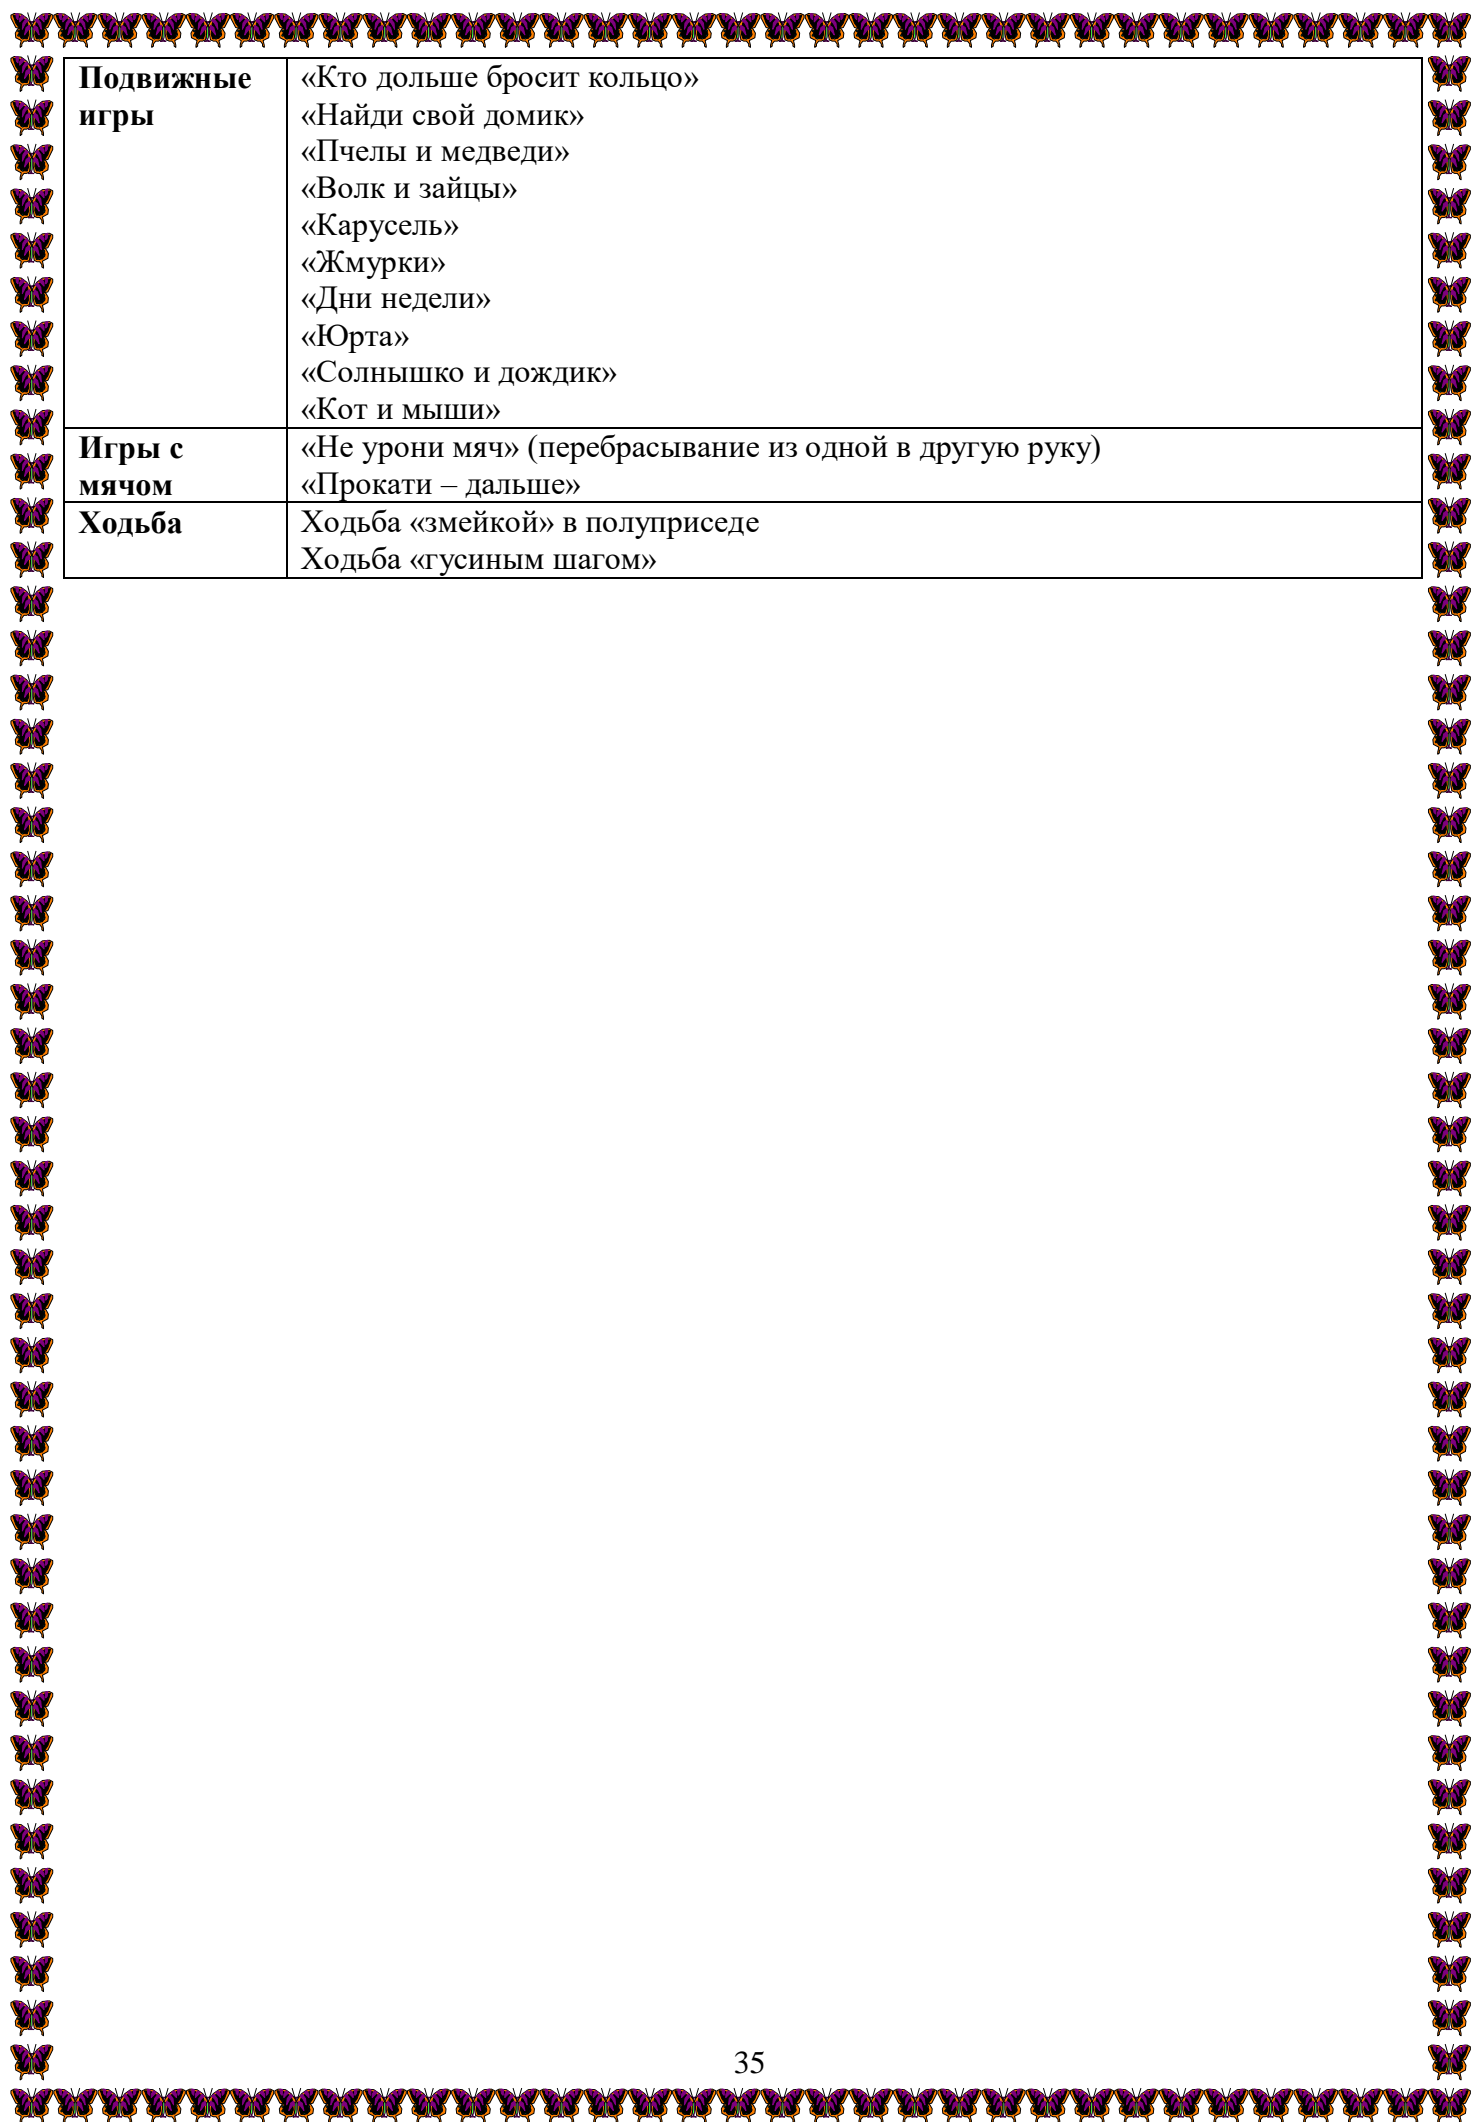 Подвижные
игры
«Кто дольше бросит кольцо»
«Найди свой домик»
«Пчелы и медведи»
«Волк и зайцы»
«Карусель»
«Жмурки»
«Дни недели»
«Юрта»
«Солнышко и дождик»
«Кот и мыши»
Игры с
мячом
«Не урони мяч» (перебрасывание из одной в другую руку)
«Прокати – дальше»
Ходьба
Ходьба «змейкой» в полуприседе
Ходьба «гусиным шагом»
35